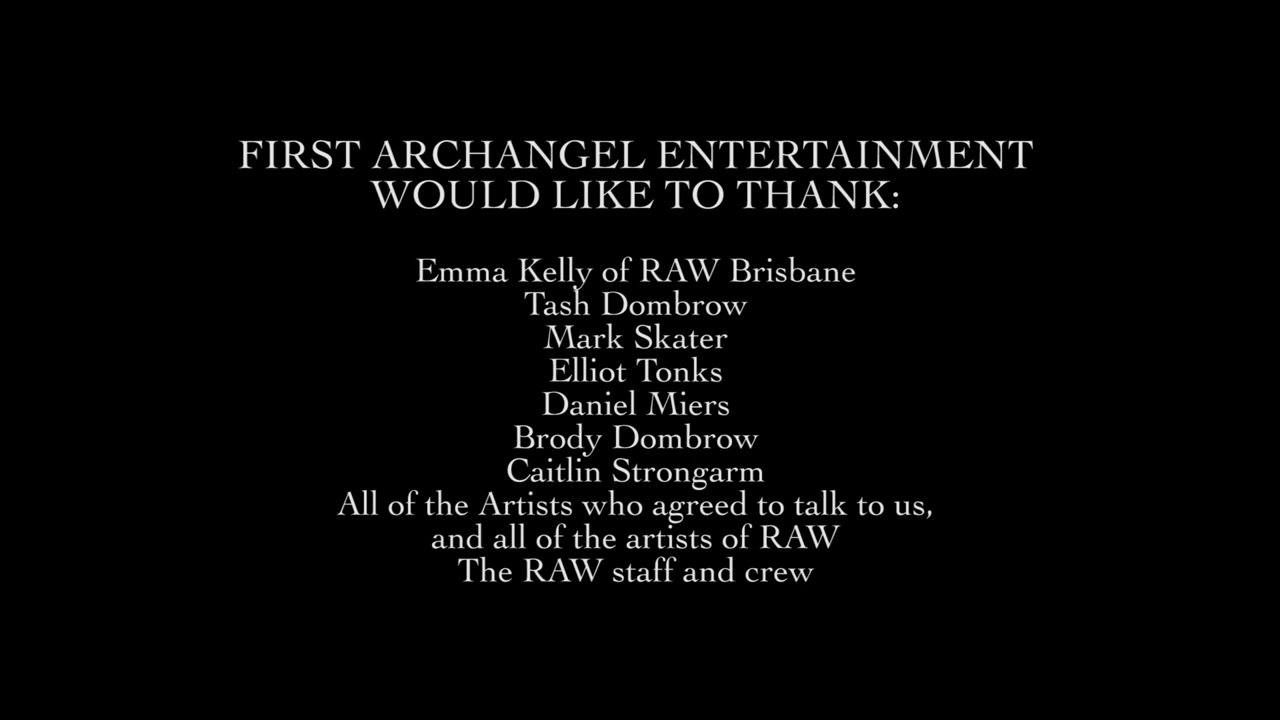 FIRST ARCHANGEL ENTERTAINMENT
WOULD LIKE TO THANK:
Emma Kelly of RAW Brisbane
Tash Dombrow
Mark Skater
Elliot Tonks
Daniel Miers
Brody Dombrow
Caitlin Strongarm
All of the Artists who agreed to talk to us,
and all of the artists of RAW
The RAW staff and crew